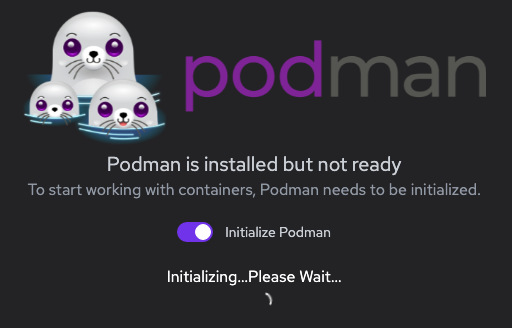 podman
Podman is installed but not ready
To start working with containers, Podman needs to be initialized.
Initialize Podman
Initializing...Please Wait...